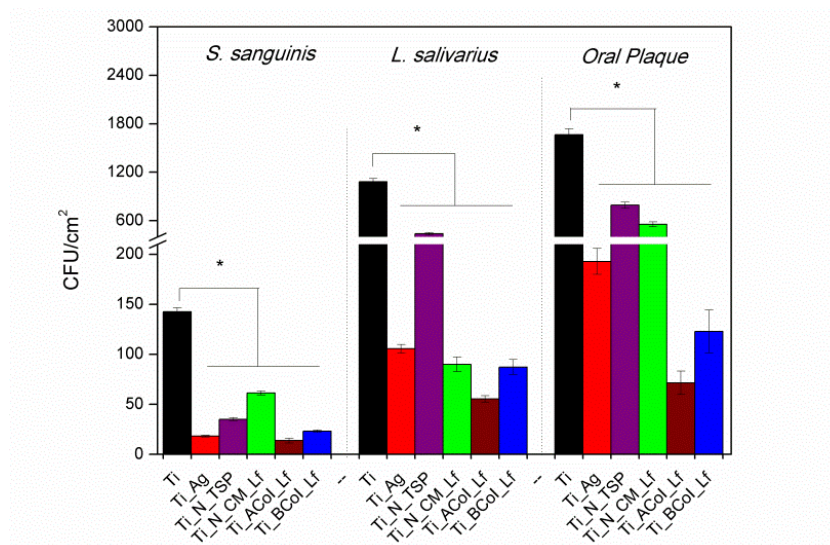 3000
2400
1800
1200
600
200
150
100
50
0
CFU/cm²
S. sanguinis
L. salivarius
Oral Plaque
*
*
*
Ti
Ti_Ag
Ti_N_TSP
Ti_N_CM_Lf
Ti_ACol_Lf
Ti_BCol_Lf
--
Ti
Ti_Ag
Ti_N_TSP
Ti_N_CM_Lf
Ti_ACol_Lf
Ti_BCol_Lf
--
Ti
Ti_Ag
Ti_N_TSP
Ti_N_CM_Lf
Ti_ACol_Lf
Ti_BCol_Lf